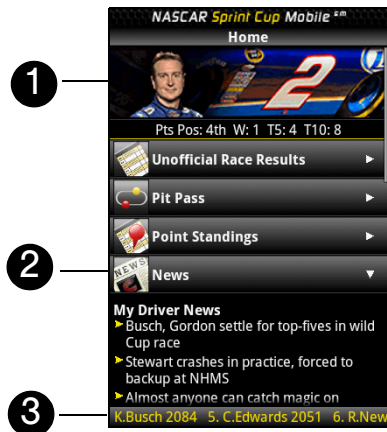 NASCAR Sprint Cup Mobile sm
Home
1
2
Pts Pos: 4th W: 1 T5: 4 T10: 8
Unofficial Race Results
Pit Pass
Point Standings
2
NEWS
News
My Driver News
Busch, Gordon settle for top-fives in wild
Cup race
Stewart crashes in practice, forced to
backup at NHMS
Almost anyone can catch magic on
3
K.Busch 2084 5. C.Edwards 2051 6. R.New